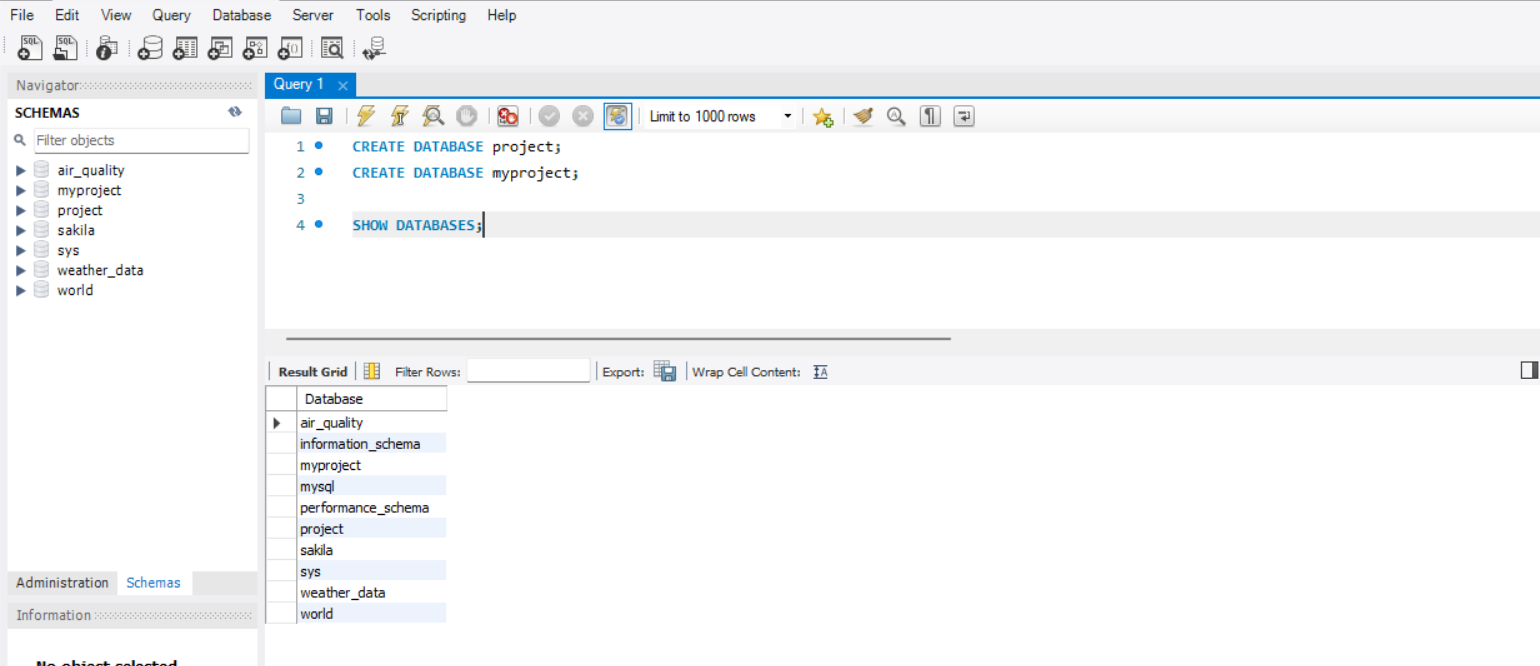 File Edit View Query Database Server Tools Scripting Help
SQL SQL
Navigator
SCHEMAS
Filter objects
air_quality
myproject
project
sakila
sys
weather_data
world
Administration Schemas
Information
No object selected
Query 1
Limit to 1000 rows
1 CREATE DATABASE project;
2 CREATE DATABASE myproject;
3
4 SHOW DATABASES;
Result Grid Filter Rows: Export: Wrap Cell Content:
Database
air_quality
information_schema
myproject
mysql
performance_schema
project
sakila
sys
weather_data
world